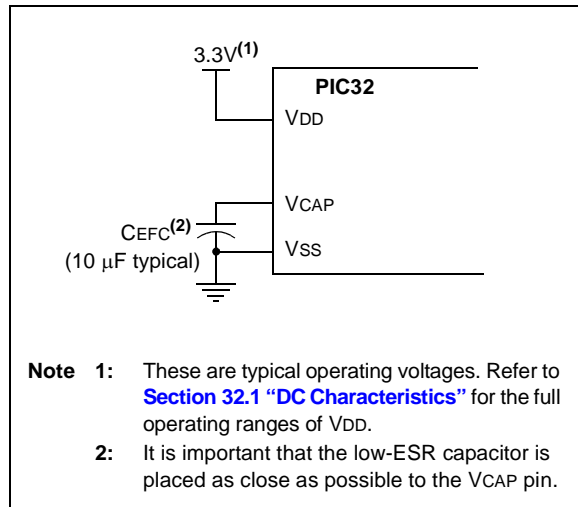 3.3V(1)
PIC32
VDD
VCAP
CEFC(2)
(10 μF typical)
VSS
Note 1: These are typical operating voltages. Refer to
Section 32.1 “DC Characteristics” for the full
operating ranges of VDD.
2: It is important that the low-ESR capacitor is
placed as close as possible to the VCAP pin.